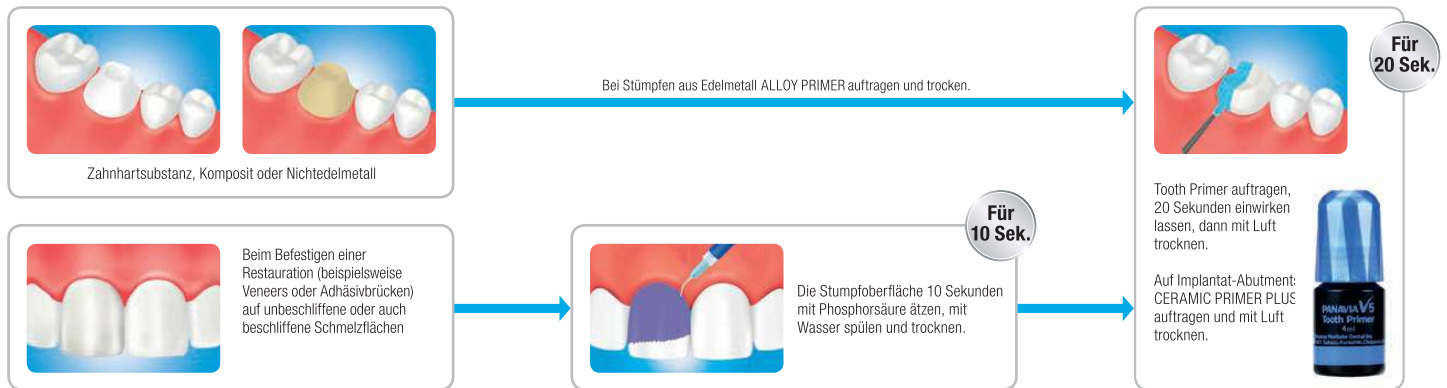 Zahnhartsubstanz, Komposit oder Nichtedelmetall
Bei Stümpfen aus Edelmetall ALLOY PRIMER auftragen und trocken.
Für
20 Sek.
Tooth Primer auftragen,
20 Sekunden einwirken
lassen, dann mit Luft
trocknen.
Auf Implantat-Abutments
CERAMIC PRIMER PLUS
auftragen und mit Luft
trocknen.
PANAVIA V5
Tooth Primer
4ml
Beim Befestigen einer
Restauration (beispielsweise
Veneers oder Adhäsivbrücken)
auf unbeschliffene oder auch
beschliffene Schmelzflächen
Für
10 Sek.
Die Stumpfoberfläche 10 Sekunden
mit Phosphorsäure ätzen, mit
Wasser spülen und trocknen.